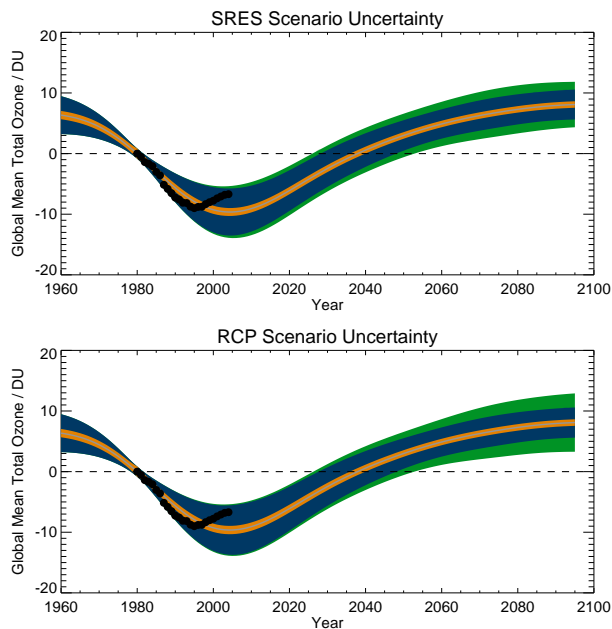 SRES Scenario Uncertainty
20
10
0
-10
-20
Global Mean Total Ozone / DU
1960 1980 2000 2020 2040 2060 2080 2100
Year
RCP Scenario Uncertainty
20
10
0
-10
-20
Global Mean Total Ozone / DU
1960 1980 2000 2020 2040 2060 2080 2100
Year